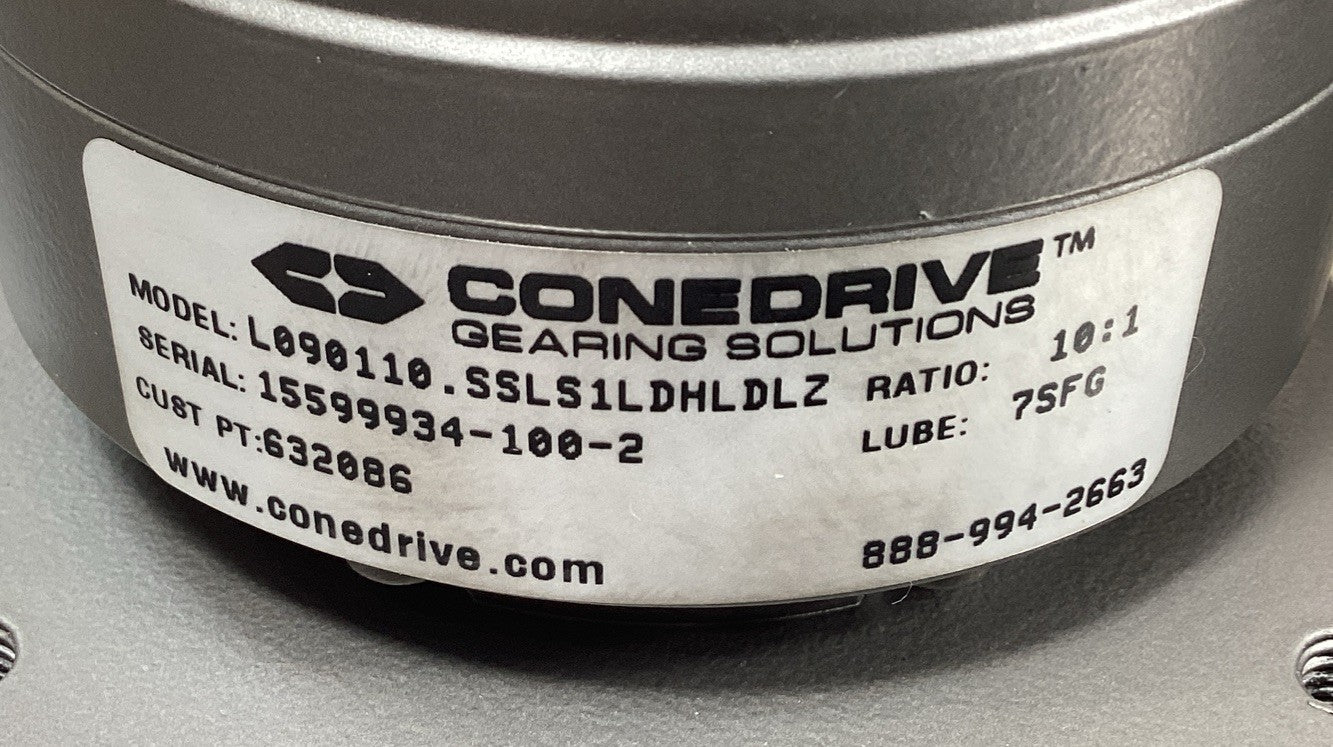 CONEDRIVE™
GEARING SOLUTIONS
MODEL: L090110.SSLS1LDHLDLZ RATIO: 10:1
SERIAL: 15599934-100-2 LUBE: 7SFG
CUST PT:632086
www.conedrive.com 888-994-2663